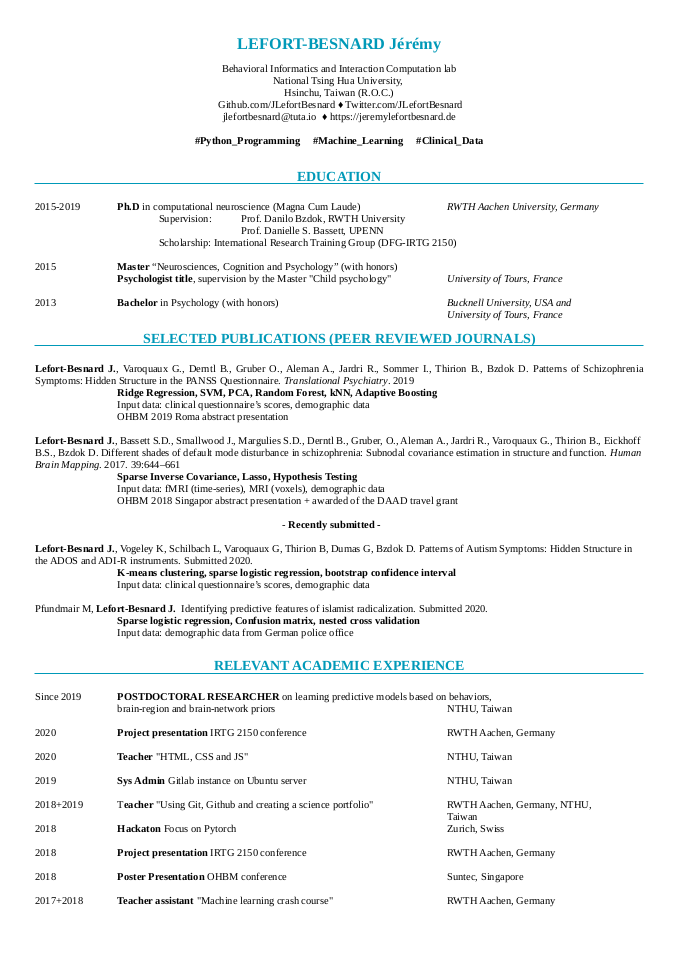 LEFORT-BESNARD Jérémy
Behavioral Informatics and Interaction Computation lab
National Tsing Hua University,
Hsinchu, Taiwan (R.O.C.)
Github.com/JLefortBesnard ♦ Twitter.com/JLefortBesnard
jlefortbesnard@tuta.io ♦ https://jeremylefortbesnard.de
#Python_Programming #Machine_Learning #Clinical_Data
EDUCATION
2015-2019 Ph.D in computational neuroscience (Magna Cum Laude) RWTH Aachen University, Germany
Supervision: Prof. Danilo Bzdok, RWTH University
Prof. Danielle S. Bassett, UPENN
Scholarship: International Research Training Group (DFG-IRTG 2150)
2015 Master “Neurosciences, Cognition and Psychology” (with honors)
Psychologist title, supervision by the Master "Child psychology" University of Tours, France
2013 Bachelor in Psychology (with honors) Bucknell University, USA and
University of Tours, France
SELECTED PUBLICATIONS (PEER REVIEWED JOURNALS)
Lefort-Besnard J., Varoquaux G., Derntl B., Gruber O., Aleman A., Jardri R., Sommer I., Thirion B., Bzdok D. Patterns of Schizophrenia
Symptoms: Hidden Structure in the PANSS Questionnaire. Translational Psychiatry. 2019
Ridge Regression, SVM, PCA, Random Forest, kNN, Adaptive Boosting
Input data: clinical questionnaire’s scores, demographic data
OHBM 2019 Roma abstract presentation
Lefort-Besnard J., Bassett S.D., Smallwood J., Margulies S.D., Derntl B., Gruber, O., Aleman A., Jardri R., Varoquaux G., Thirion B., Eickhoff
B.S., Bzdok D. Different shades of default mode disturbance in schizophrenia: Subnodal covariance estimation in structure and function. Human
Brain Mapping. 2017. 39:644–661
Sparse Inverse Covariance, Lasso, Hypothesis Testing
Input data: fMRI (time-series), MRI (voxels), demographic data
OHBM 2018 Singapor abstract presentation + awarded of the DAAD travel grant
- Recently submitted -
Lefort-Besnard J., Vogeley K, Schilbach L, Varoquaux G, Thirion B, Dumas G, Bzdok D. Patterns of Autism Symptoms: Hidden Structure in
the ADOS and ADI-R instruments. Submitted 2020.
K-means clustering, sparse logistic regression, bootstrap confidence interval
Input data: clinical questionnaire’s scores, demographic data
Pfundmair M, Lefort-Besnard J. Identifying predictive features of islamist radicalization. Submitted 2020.
Sparse logistic regression, Confusion matrix, nested cross validation
Input data: demographic data from German police office
RELEVANT ACADEMIC EXPERIENCE
Since 2019 POSTDOCTORAL RESEARCHER on learning predictive models based on behaviors,
brain-region and brain-network priors NTHU, Taiwan
2020 Project presentation IRTG 2150 conference RWTH Aachen, Germany
2020 Teacher "HTML, CSS and JS" NTHU, Taiwan
2019 Sys Admin Gitlab instance on Ubuntu server NTHU, Taiwan
2018+2019 Teacher "Using Git, Github and creating a science portfolio" RWTH Aachen, Germany, NTHU,
Taiwan
2018 Hackaton Focus on Pytorch Zurich, Swiss
2018 Project presentation IRTG 2150 conference RWTH Aachen, Germany
2018 Poster Presentation OHBM conference Suntec, Singapore
2017+2018 Teacher assistant "Machine learning crash course" RWTH Aachen, Germany